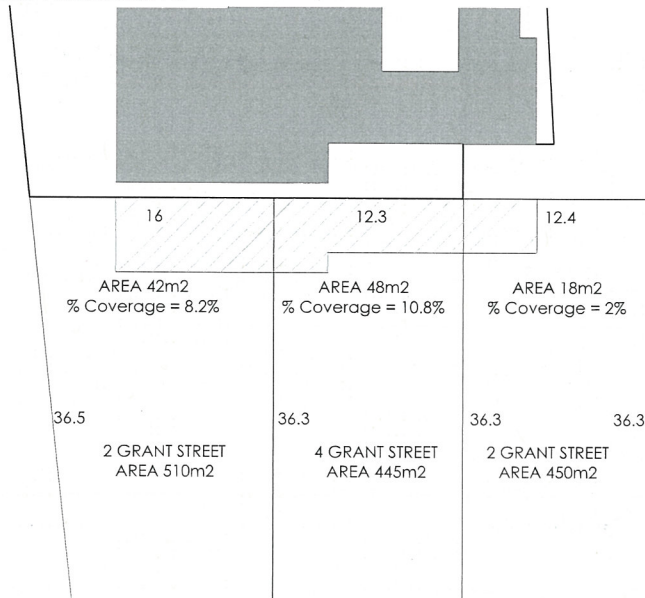 16
12.3
12.4
AREA 42m2
% Coverage = 8.2%
AREA 48m2
% Coverage = 10.8%
AREA 18m2
% Coverage = 2%
36.5
36.3
36.3
36.3
2 GRANT STREET
AREA 510m2
4 GRANT STREET
AREA 445m2
2 GRANT STREET
AREA 450m2